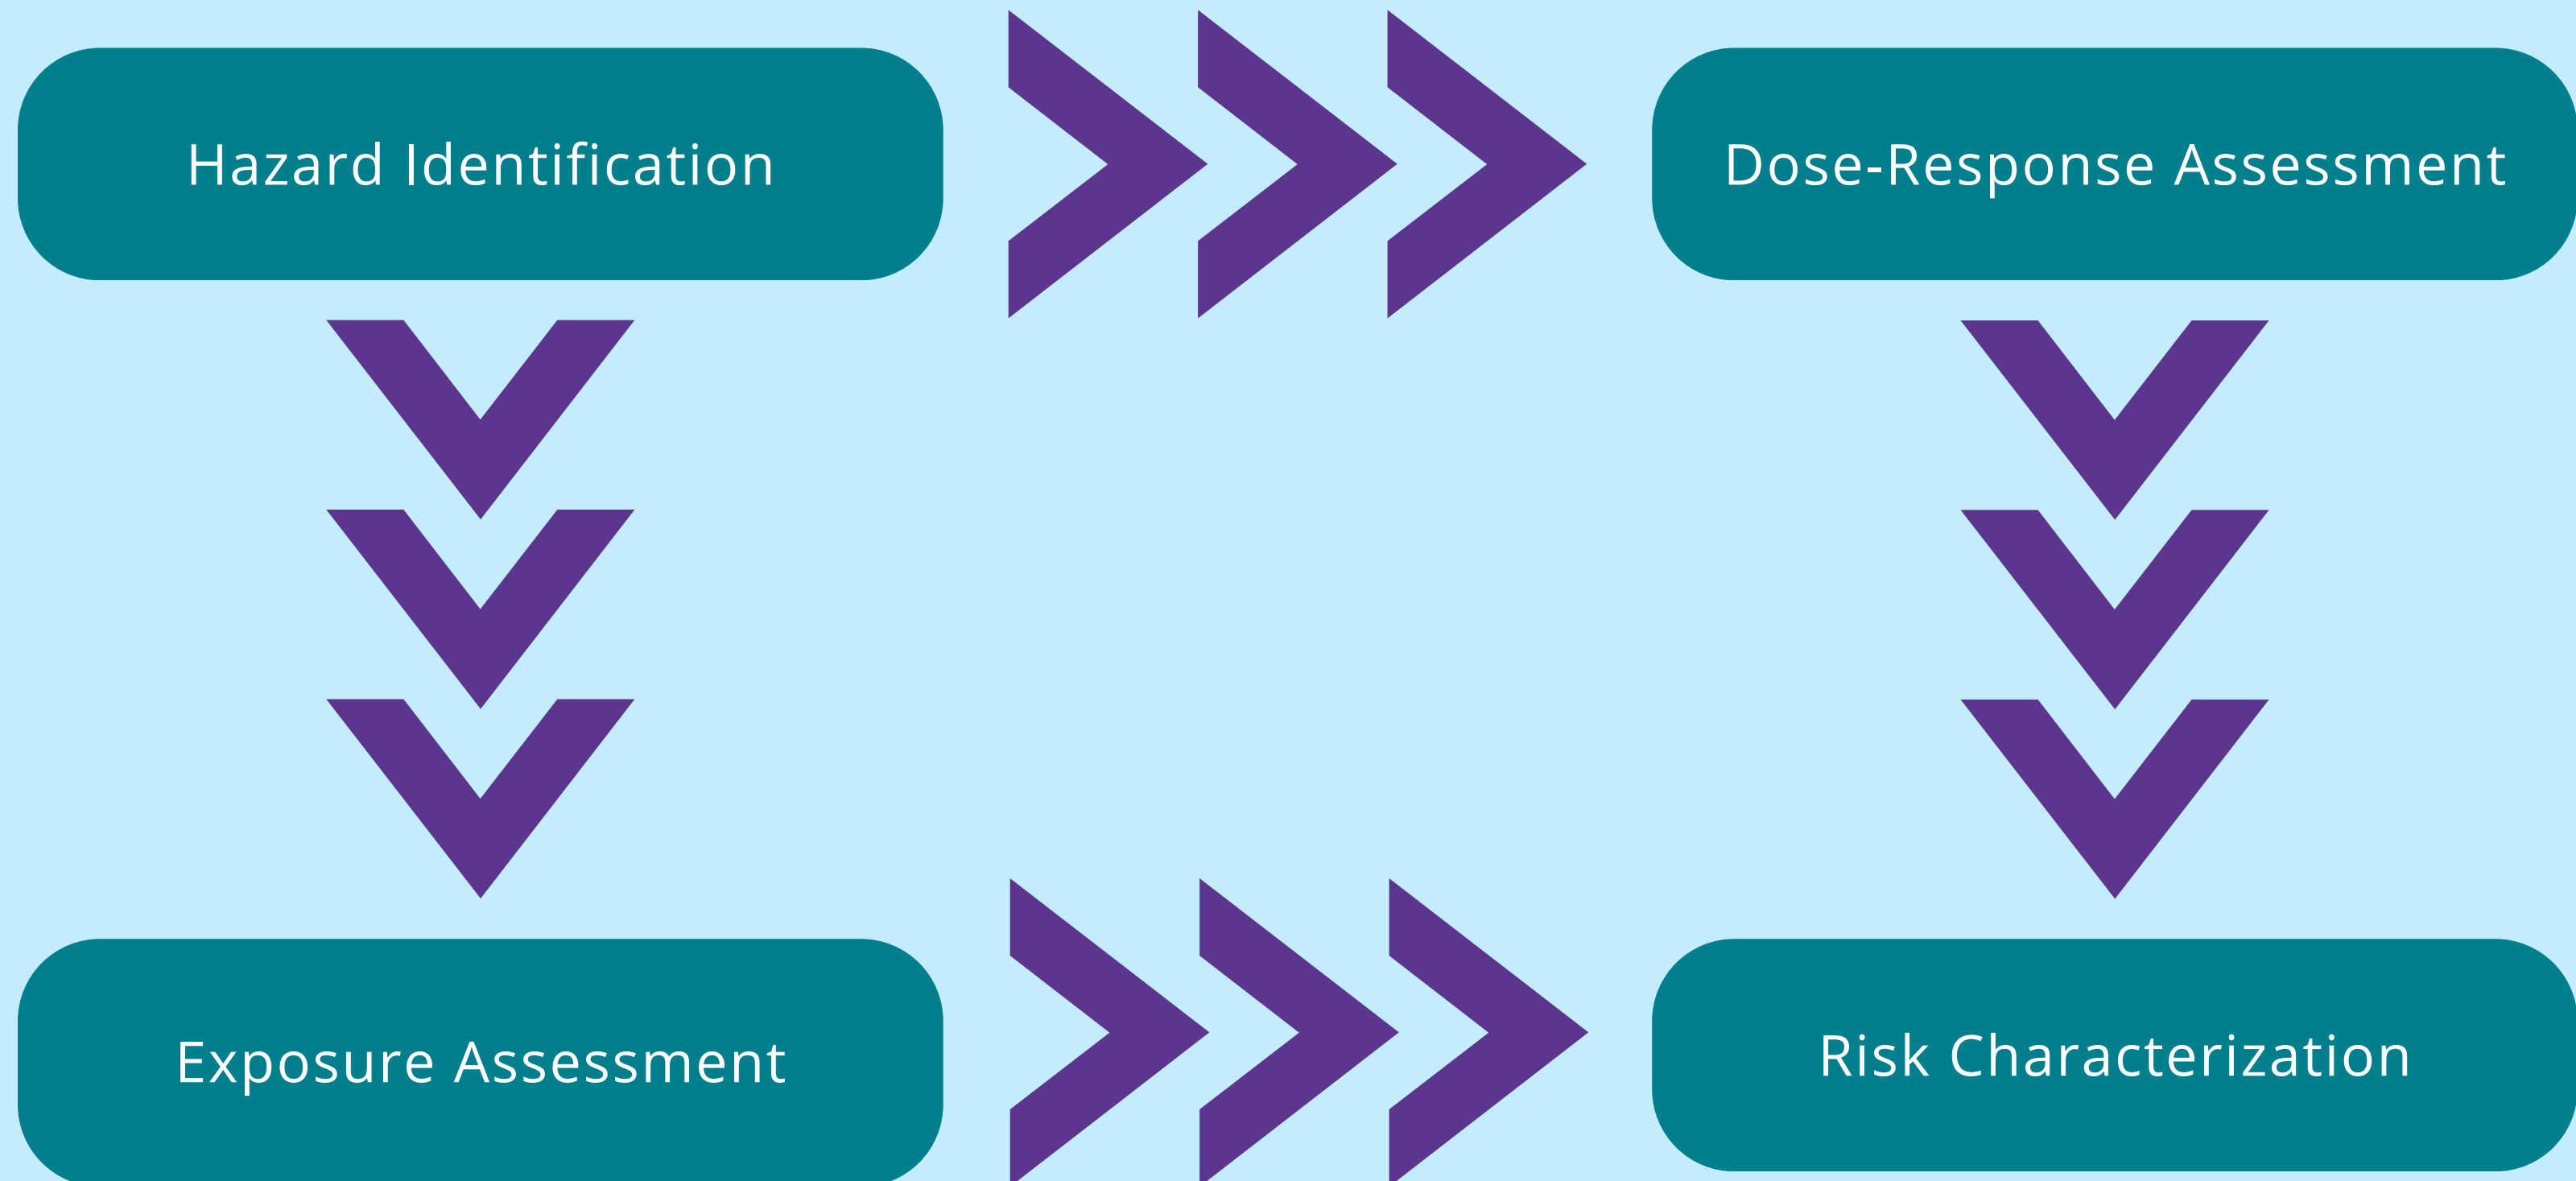 Hazard Identification
Dose-Response Assessment
Exposure Assessment
Risk Characterization